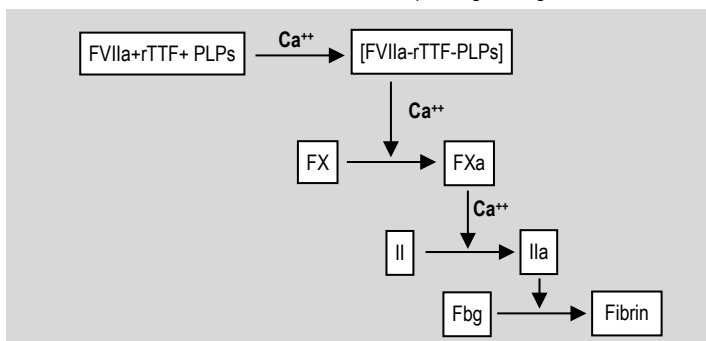 FVIIa+rTTF+ PLPs
Ca++
[FVIIa-rTTF-PLPs]
Ca++
FX
FXa
Ca++
II
IIa
Fbg
Fibrin